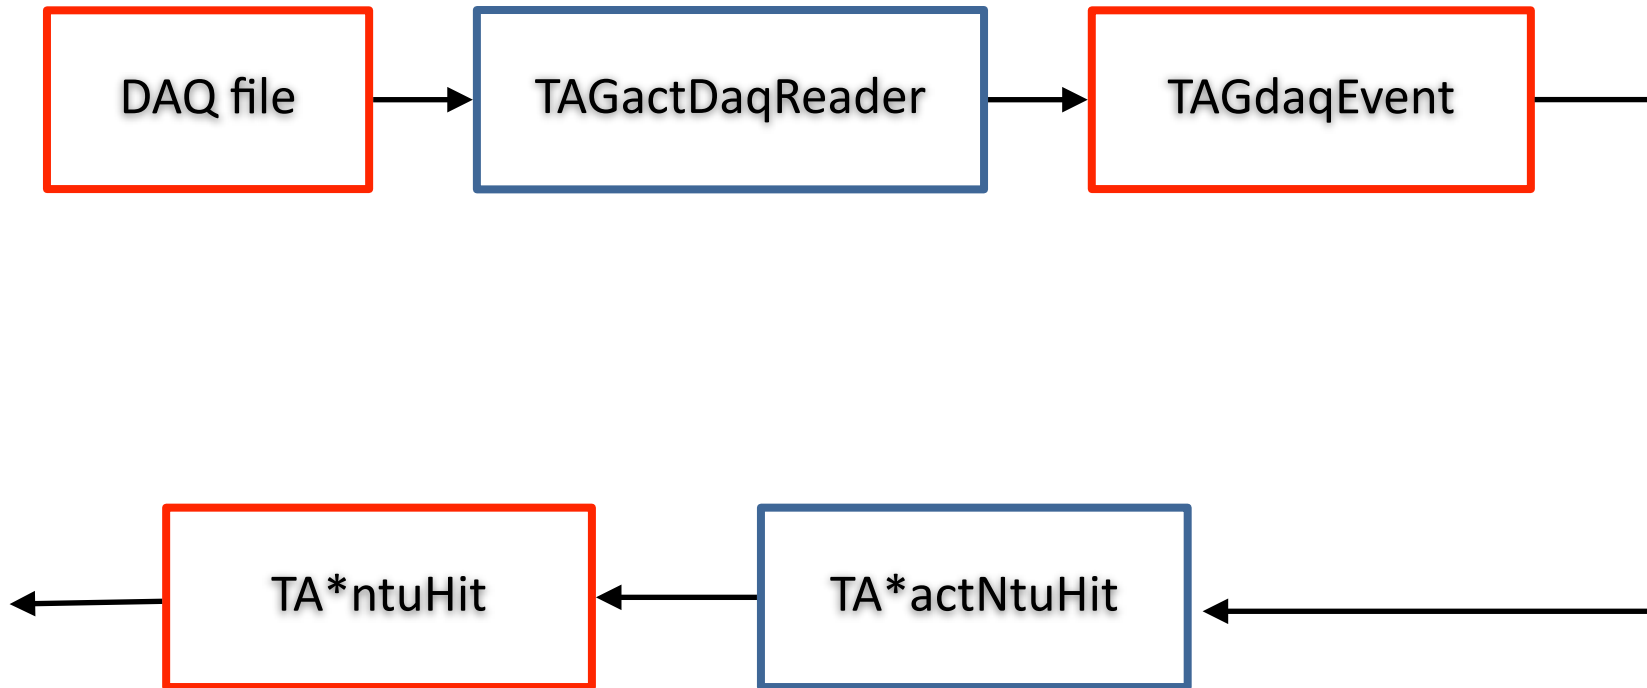 DAQ file
TAGactDaqReader
TAGdaqEvent
TA*ntuHit
TA*actNtuHit